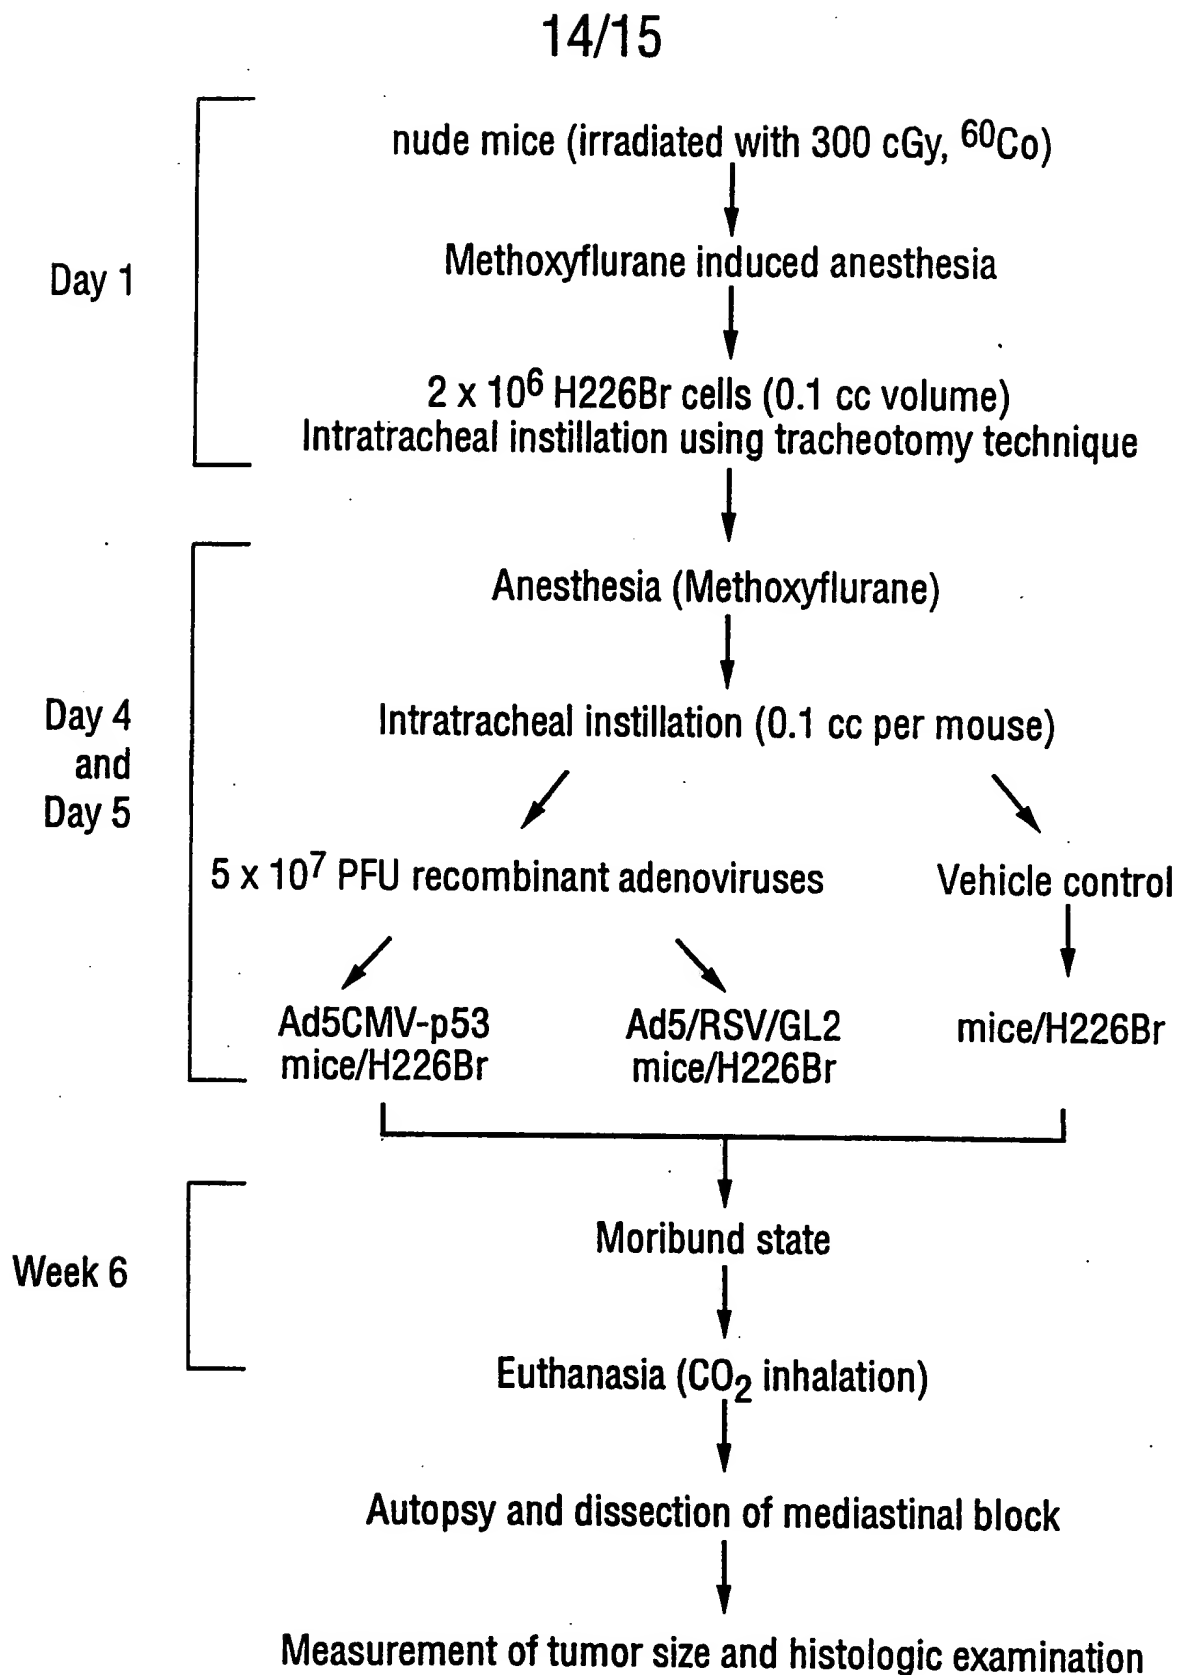 14/15
nude mice (irradiated with 300 cGy, ⁶⁰Co)
Day 1
Methoxyflurane induced anesthesia
2 x 10⁶ H226Br cells (0.1 cc volume)
Intratracheal instillation using tracheotomy technique
Anesthesia (Methoxyflurane)
Day 4
and
Day 5
Intratracheal instillation (0.1 cc per mouse)
5 x 10⁷ PFU recombinant adenoviruses
Vehicle control
Ad5CMV-p53
mice/H226Br
Ad5/RSV/GL2
mice/H226Br
mice/H226Br
Week 6
Moribund state
Euthanasia (CO₂ inhalation)
Autopsy and dissection of mediastinal block
Measurement of tumor size and histologic examination